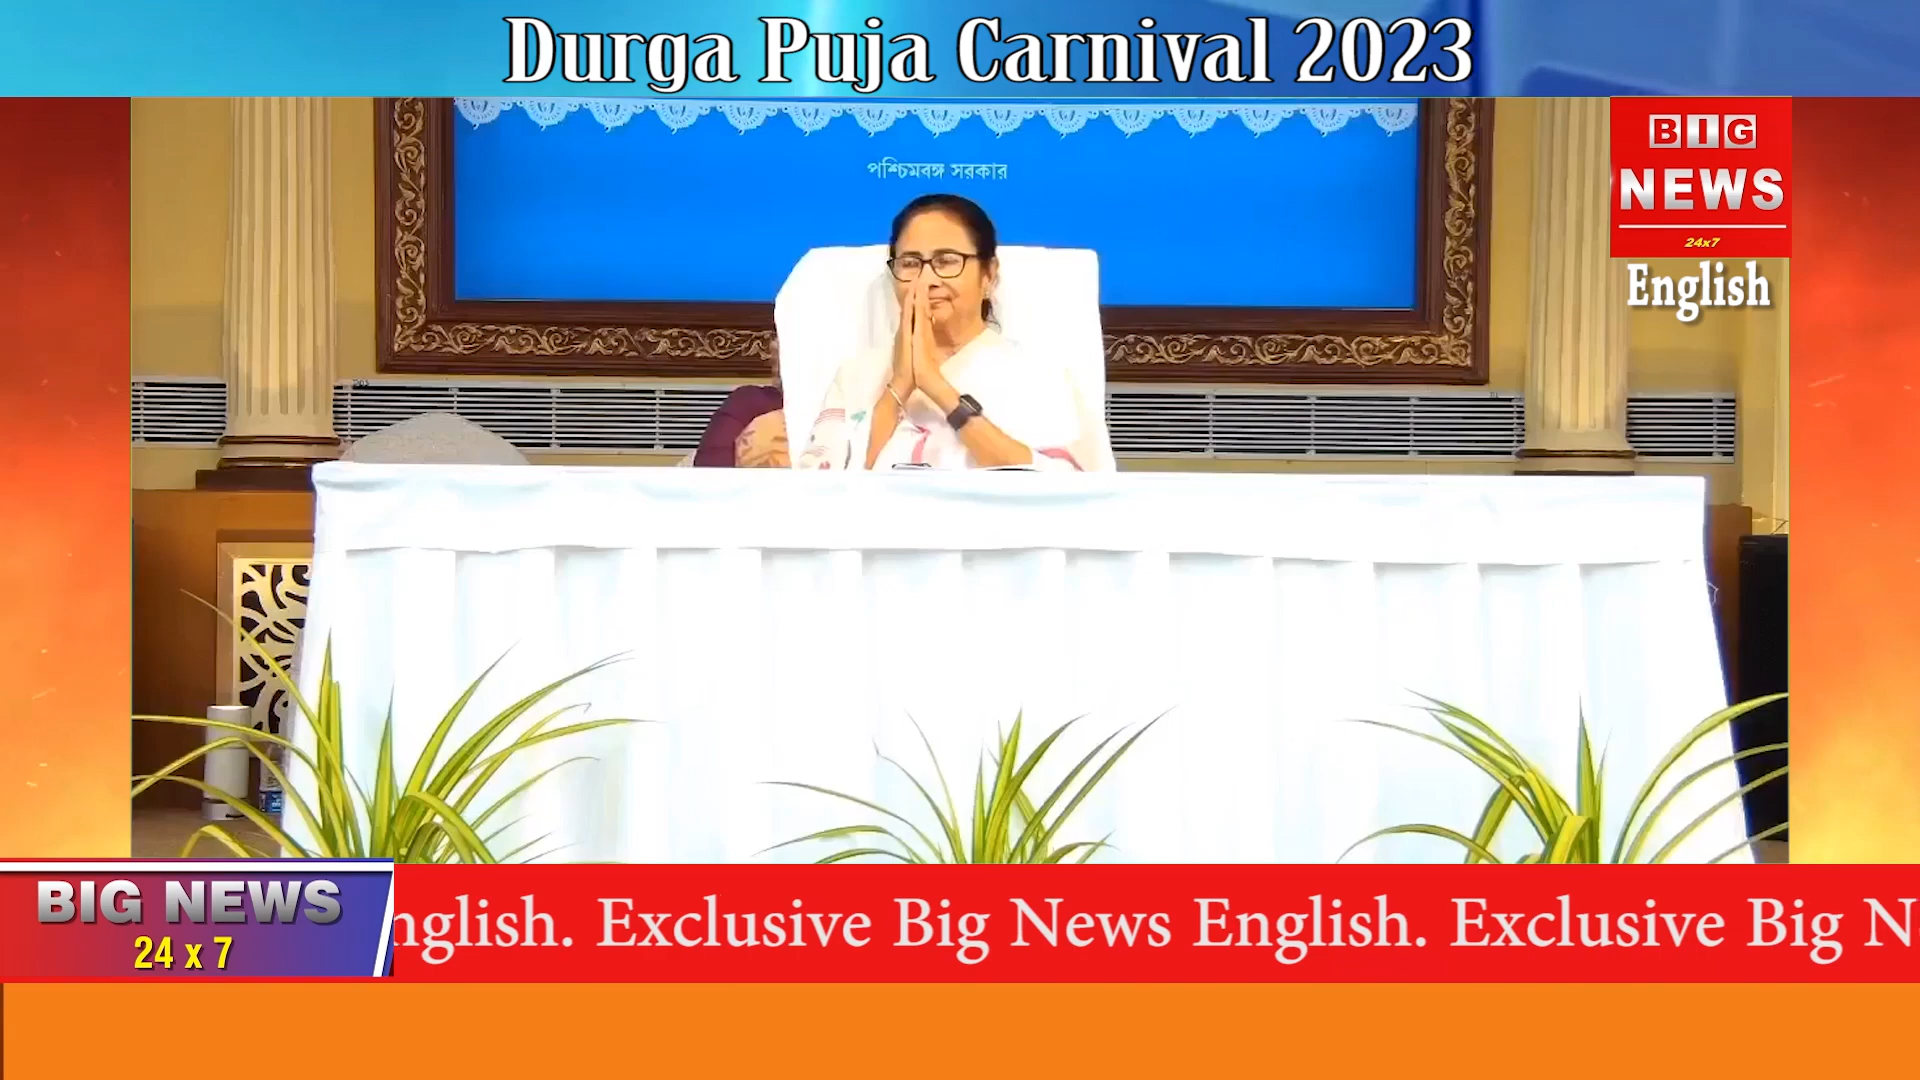 Durga Puja Carnival 2023
পশ্চিমবঙ্গ সরকার
BIG
NEWS
24x7
English
BIG NEWS
24 x 7
nglish. Exclusive Big News English. Exclusive Big N